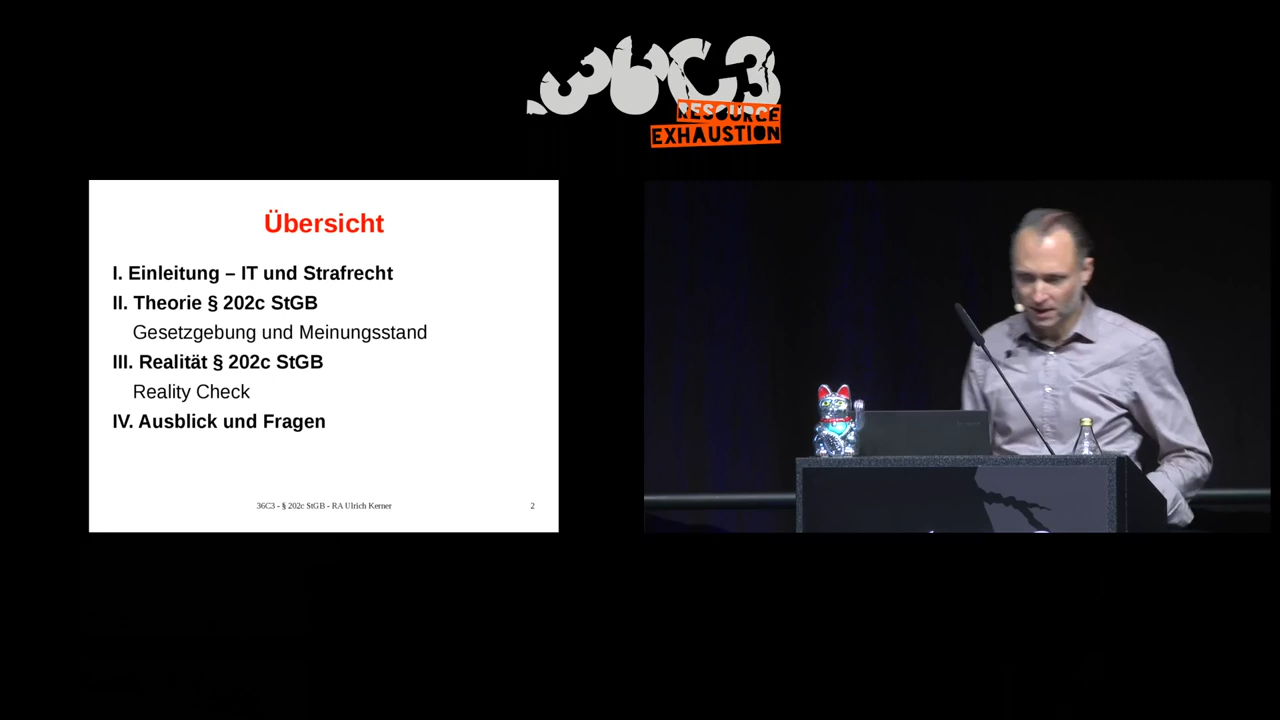 36C3
RESOURCE
EXHAUSTION
Übersicht
I. Einleitung – IT und Strafrecht
II. Theorie § 202c StGB
Gesetzgebung und Meinungsstand
III. Realität § 202c StGB
Reality Check
IV. Ausblick und Fragen
36C3 - § 202c StGB - RA Ulrich Kerner
2